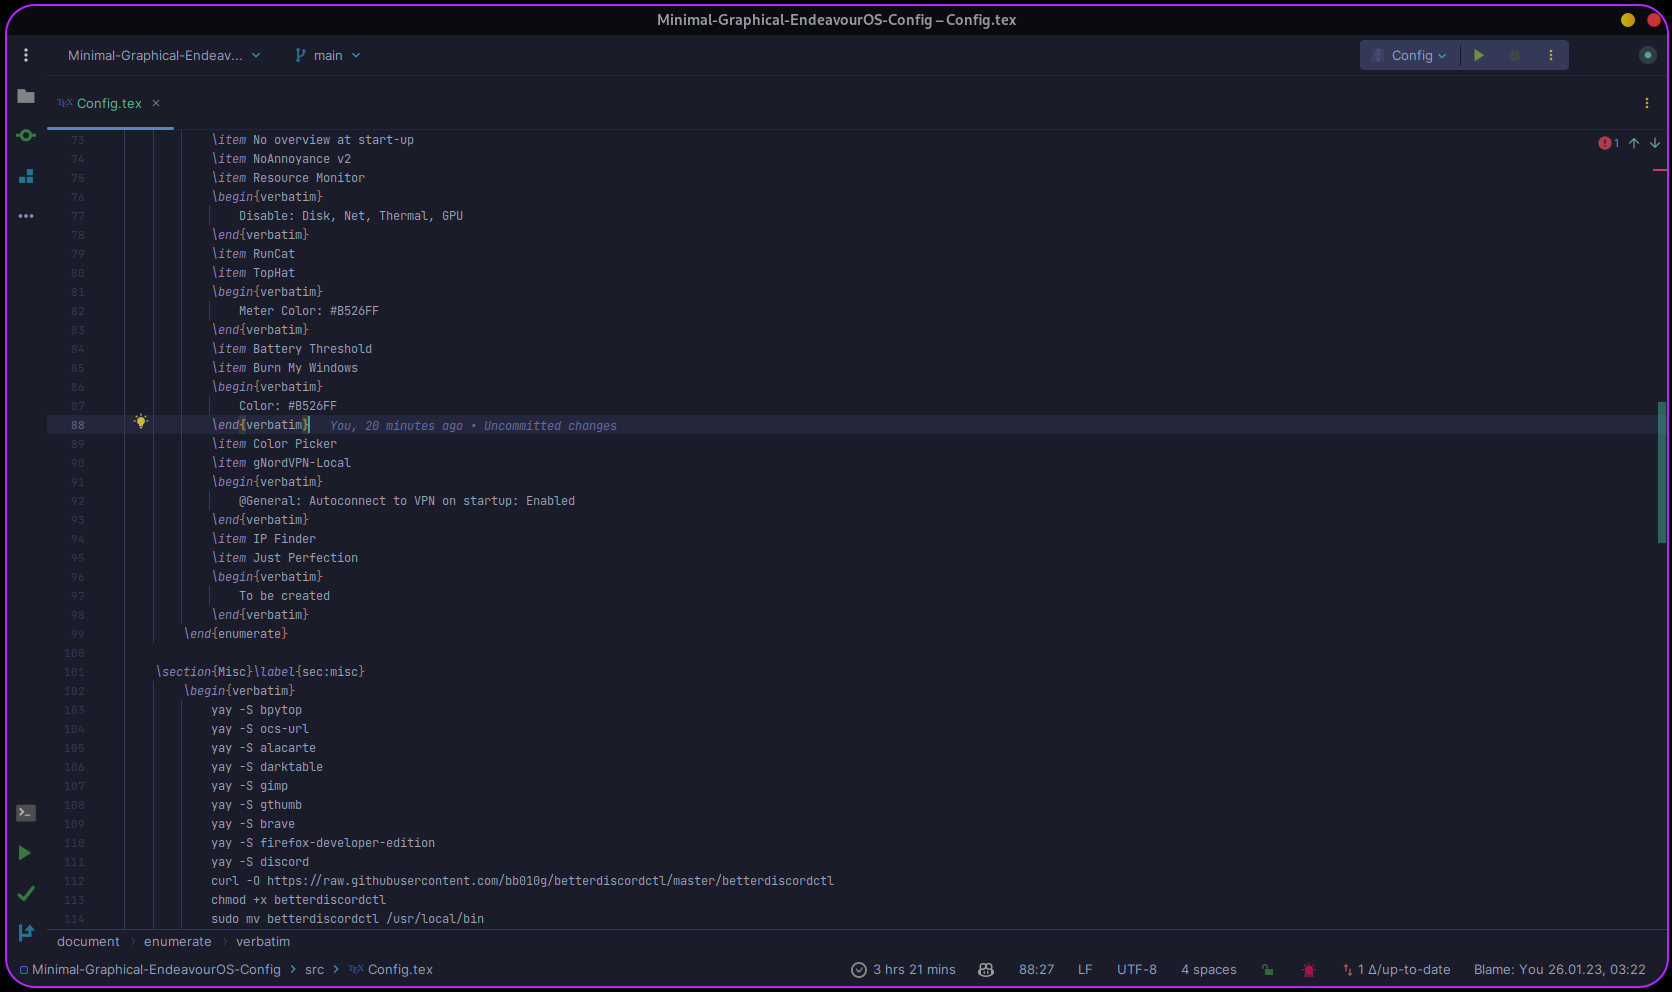 Minimal-Graphical-EndeavourOS-Config – Config.tex
Minimal-Graphical-Endeav... main Config
TEX Config.tex ×
73 \item No overview at start-up
74 \item NoAnnoyance v2
75 \item Resource Monitor
76 \begin{verbatim}
77 Disable: Disk, Net, Thermal, GPU
78 \end{verbatim}
79 \item RunCat
80 \item TopHat
81 \begin{verbatim}
82 Meter Color: #B526FF
83 \end{verbatim}
84 \item Battery Threshold
85 \item Burn My Windows
86 \begin{verbatim}
87 Color: #B526FF
88 \end{verbatim} You, 20 minutes ago • Uncommitted changes
89 \item Color Picker
90 \item gNordVPN-Local
91 \begin{verbatim}
92 @General: Autoconnect to VPN on startup: Enabled
93 \end{verbatim}
94 \item IP Finder
95 \item Just Perfection
96 \begin{verbatim}
97 To be created
98 \end{verbatim}
99 \end{enumerate}
100
101 \section{Misc}\label{sec:misc}
102 \begin{verbatim}
103 yay -S bpytop
104 yay -S ocs-url
105 yay -S alacarte
106 yay -S darktable
107 yay -S gimp
108 yay -S gthumb
109 yay -S brave
110 yay -S firefox-developer-edition
111 yay -S discord
112 curl -O https://raw.githubusercontent.com/bb010g/betterdiscordctl/master/betterdiscordctl
113 chmod +x betterdiscordctl
114 sudo mv betterdiscordctl /usr/local/bin
1
document › enumerate › verbatim
Minimal-Graphical-EndeavourOS-Config › src › TEX Config.tex 3 hrs 21 mins 88:27 LF UTF-8 4 spaces 1 Δ/up-to-date Blame: You 26.01.23, 03:22